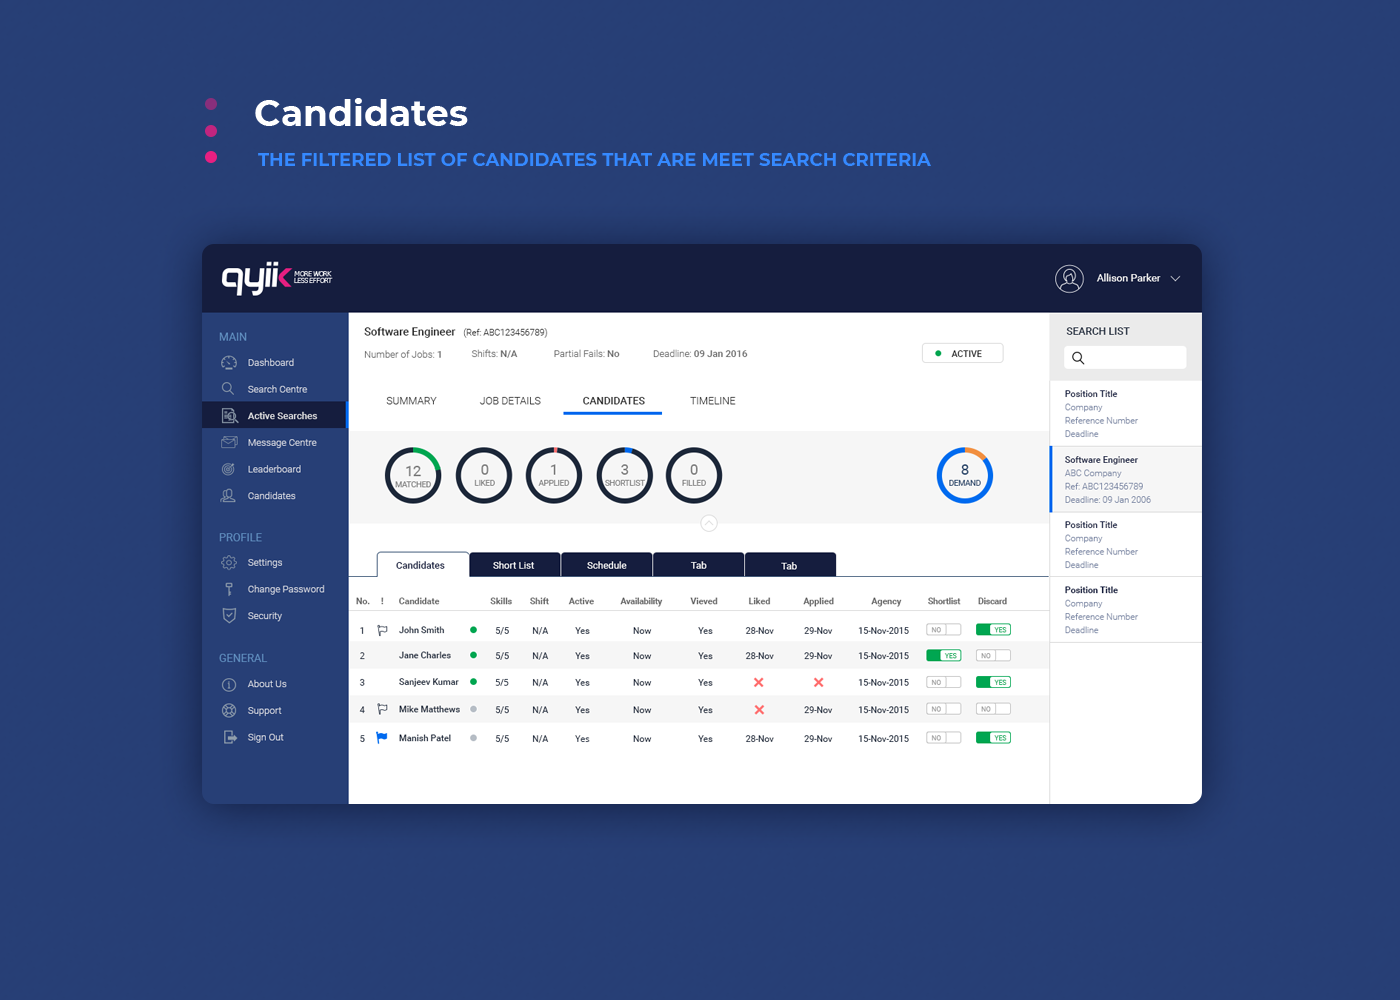 Candidates
THE FILTERED LIST OF CANDIDATES THAT ARE MEET SEARCH CRITERIA
qyiik MORE WORK
LESS EFFORT
Allison Parker
MAIN
Dashboard
Search Centre
Active Searches
Message Centre
Leaderboard
Candidates
PROFILE
Settings
Change Password
Security
GENERAL
About Us
Support
Sign Out
Software Engineer (Ref: ABC123456789)
Number of Jobs: 1 Shifts: N/A Partial Fails: No Deadline: 09 Jan 2016
ACTIVE
SUMMARY JOB DETAILS CANDIDATES TIMELINE
12 MATCHED
0 LIKED
1 APPLIED
3 SHORTLIST
0 FILLED
8 DEMAND
Candidates Short List Schedule Tab Tab
No. ! Candidate Skills Shift Active Availability Vieved Liked Applied Agency Shortlist Discard
1 John Smith 5/5 N/A Yes Now Yes 28-Nov 29-Nov 15-Nov-2015 NO YES
2 Jane Charles 5/5 N/A Yes Now Yes 28-Nov 29-Nov 15-Nov-2015 YES NO
3 Sanjeev Kumar 5/5 N/A Yes Now Yes 15-Nov-2015 NO YES
4 Mike Matthews 5/5 N/A Yes Now Yes 29-Nov 15-Nov-2015 NO NO
5 Manish Patel 5/5 N/A Yes Now Yes 28-Nov 29-Nov 15-Nov-2015 NO YES
SEARCH LIST
Position Title
Company
Reference Number
Deadline
Software Engineer
ABC Company
Ref: ABC123456789
Deadline: 09 Jan 2006
Position Title
Company
Reference Number
Deadline
Position Title
Company
Reference Number
Deadline